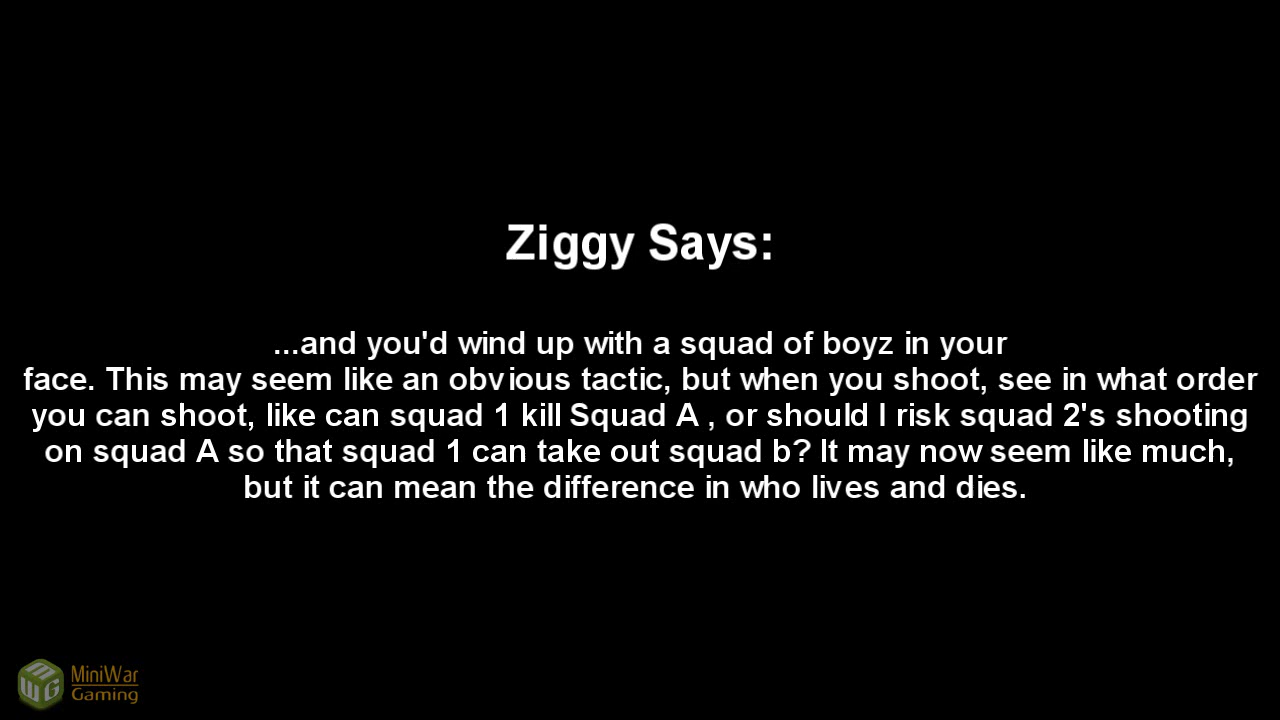 Ziggy Says:
...and you'd wind up with a squad of boyz in your
face. This may seem like an obvious tactic, but when you shoot, see in what order
you can shoot, like can squad 1 kill Squad A , or should I risk squad 2's shooting
on squad A so that squad 1 can take out squad b? It may now seem like much,
but it can mean the difference in who lives and dies.
MWG MiniWar
Gaming